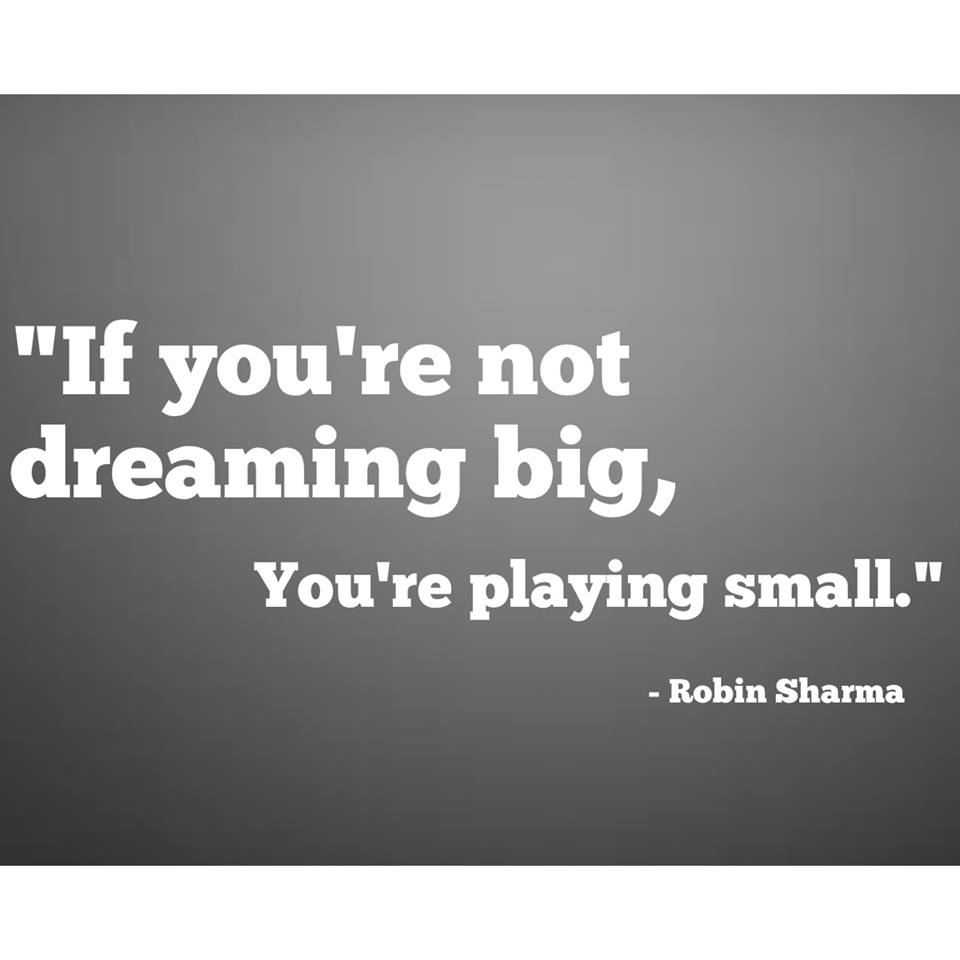 "If you're not
dreaming big,
You're playing small."
- Robin Sharma